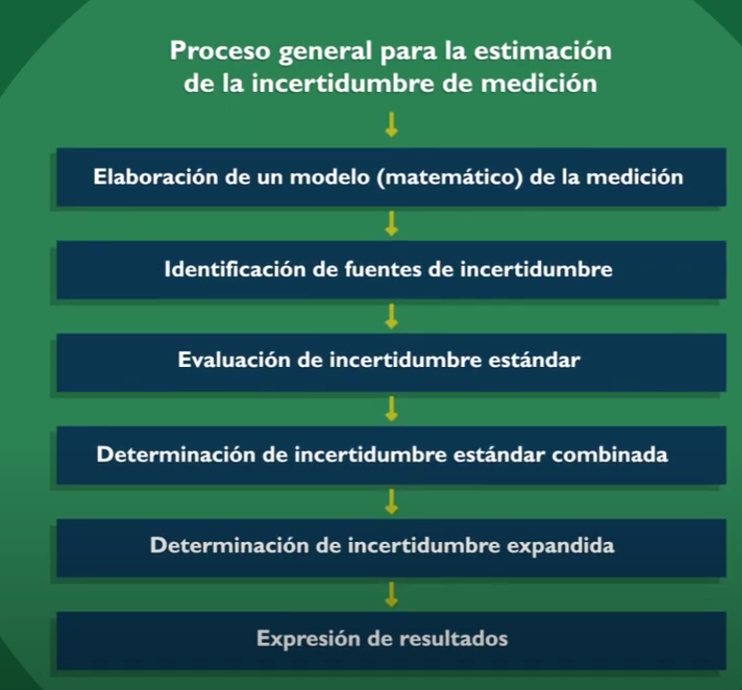 Proceso general para la estimación
de la incertidumbre de medición
Elaboración de un modelo (matemático) de la medición
Identificación de fuentes de incertidumbre
Evaluación de incertidumbre estándar
Determinación de incertidumbre estándar combinada
Determinación de incertidumbre expandida
Expresión de resultados